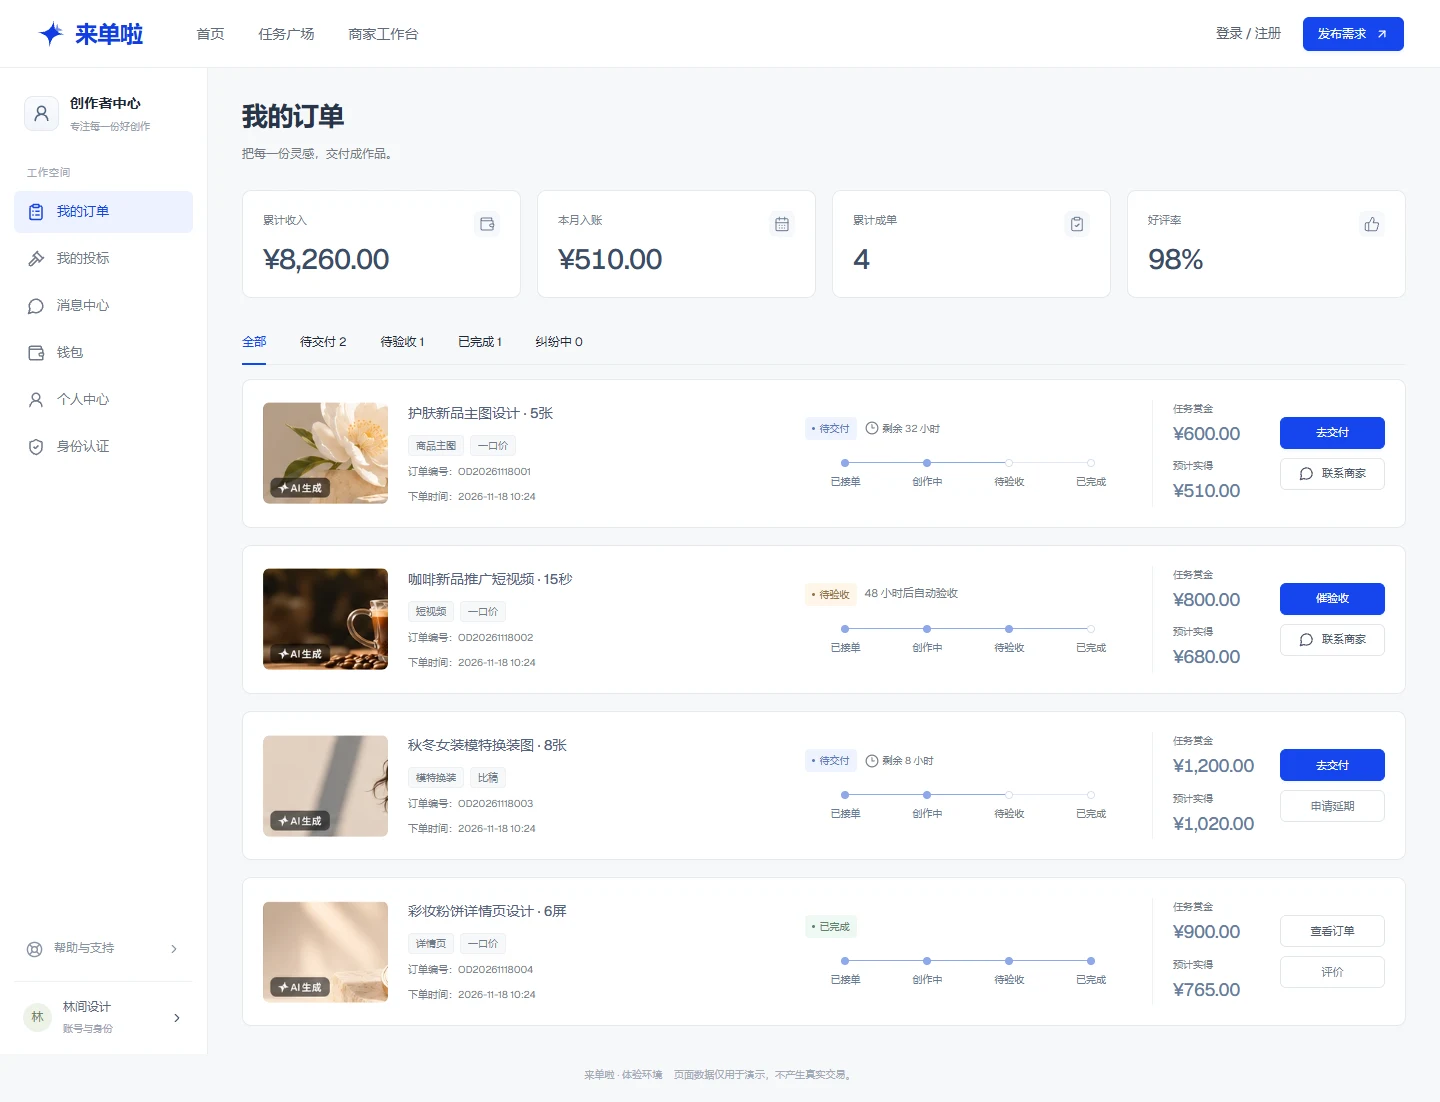 来单啦
首页
任务广场
商家工作台
登录 / 注册
发布需求
创作者中心
专注每一份好创作
工作空间
我的订单
我的投标
消息中心
钱包
个人中心
身份认证
帮助与支持
林
林间设计
账号与身份
我的订单
把每一份灵感，交付成作品。
累计收入
¥8,260.00
本月入账
¥510.00
累计成单
4
好评率
98%
全部
待交付 2
待验收 1
已完成 1
纠纷中 0
AI生成
护肤新品主图设计 · 5张
商品主图
一口价
订单编号：OD20261118001
下单时间：2026-11-18 10:24
待交付
剩余 32 小时
已接单
创作中
待验收
已完成
任务赏金
¥600.00
预计实得
¥510.00
去交付
联系商家
AI生成
咖啡新品推广短视频 · 15秒
短视频
一口价
订单编号：OD20261118002
下单时间：2026-11-18 10:24
待验收
48 小时后自动验收
已接单
创作中
待验收
已完成
任务赏金
¥800.00
预计实得
¥680.00
催验收
联系商家
AI生成
秋冬女装模特换装图 · 8张
模特换装
比稿
订单编号：OD20261118003
下单时间：2026-11-18 10:24
待交付
剩余 8 小时
已接单
创作中
待验收
已完成
任务赏金
¥1,200.00
预计实得
¥1,020.00
去交付
申请延期
AI生成
彩妆粉饼详情页设计 · 6屏
详情页
一口价
订单编号：OD20261118004
下单时间：2026-11-18 10:24
已完成
已接单
创作中
待验收
已完成
任务赏金
¥900.00
预计实得
¥765.00
查看订单
评价
来单啦 · 体验环境 页面数据仅用于演示，不产生真实交易。